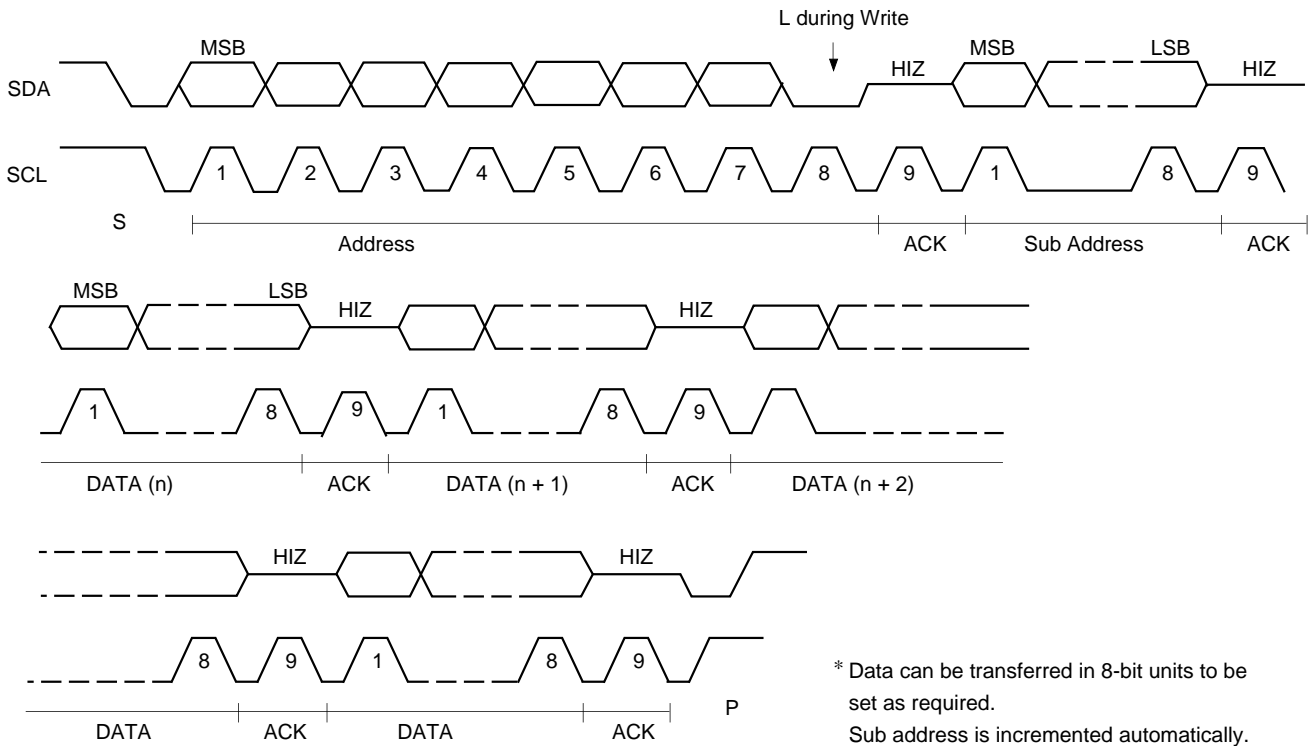 L during Write
MSB MSB LSB
HIZ HIZ
SDA
SCL 1 2 3 4 5 6 7 8 9 1 8 9
S
Address ACK Sub Address ACK
MSB LSB HIZ HIZ
1 8 9 1 8 9
DATA (n) ACK DATA (n + 1) ACK DATA (n + 2)
HIZ HIZ
8 9 1 8 9
P
DATA ACK DATA ACK
* Data can be transferred in 8-bit units to be
set as required.
Sub address is incremented automatically.